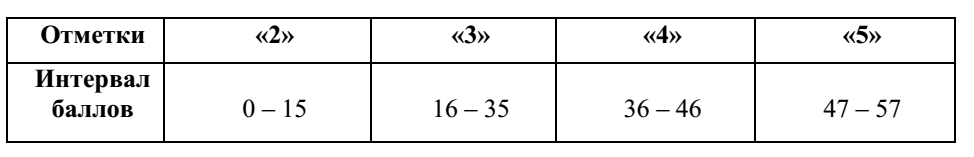 Отметки «2» «3» «4» «5»
Интервал
баллов 0 – 15 16 – 35 36 – 46 47 – 57